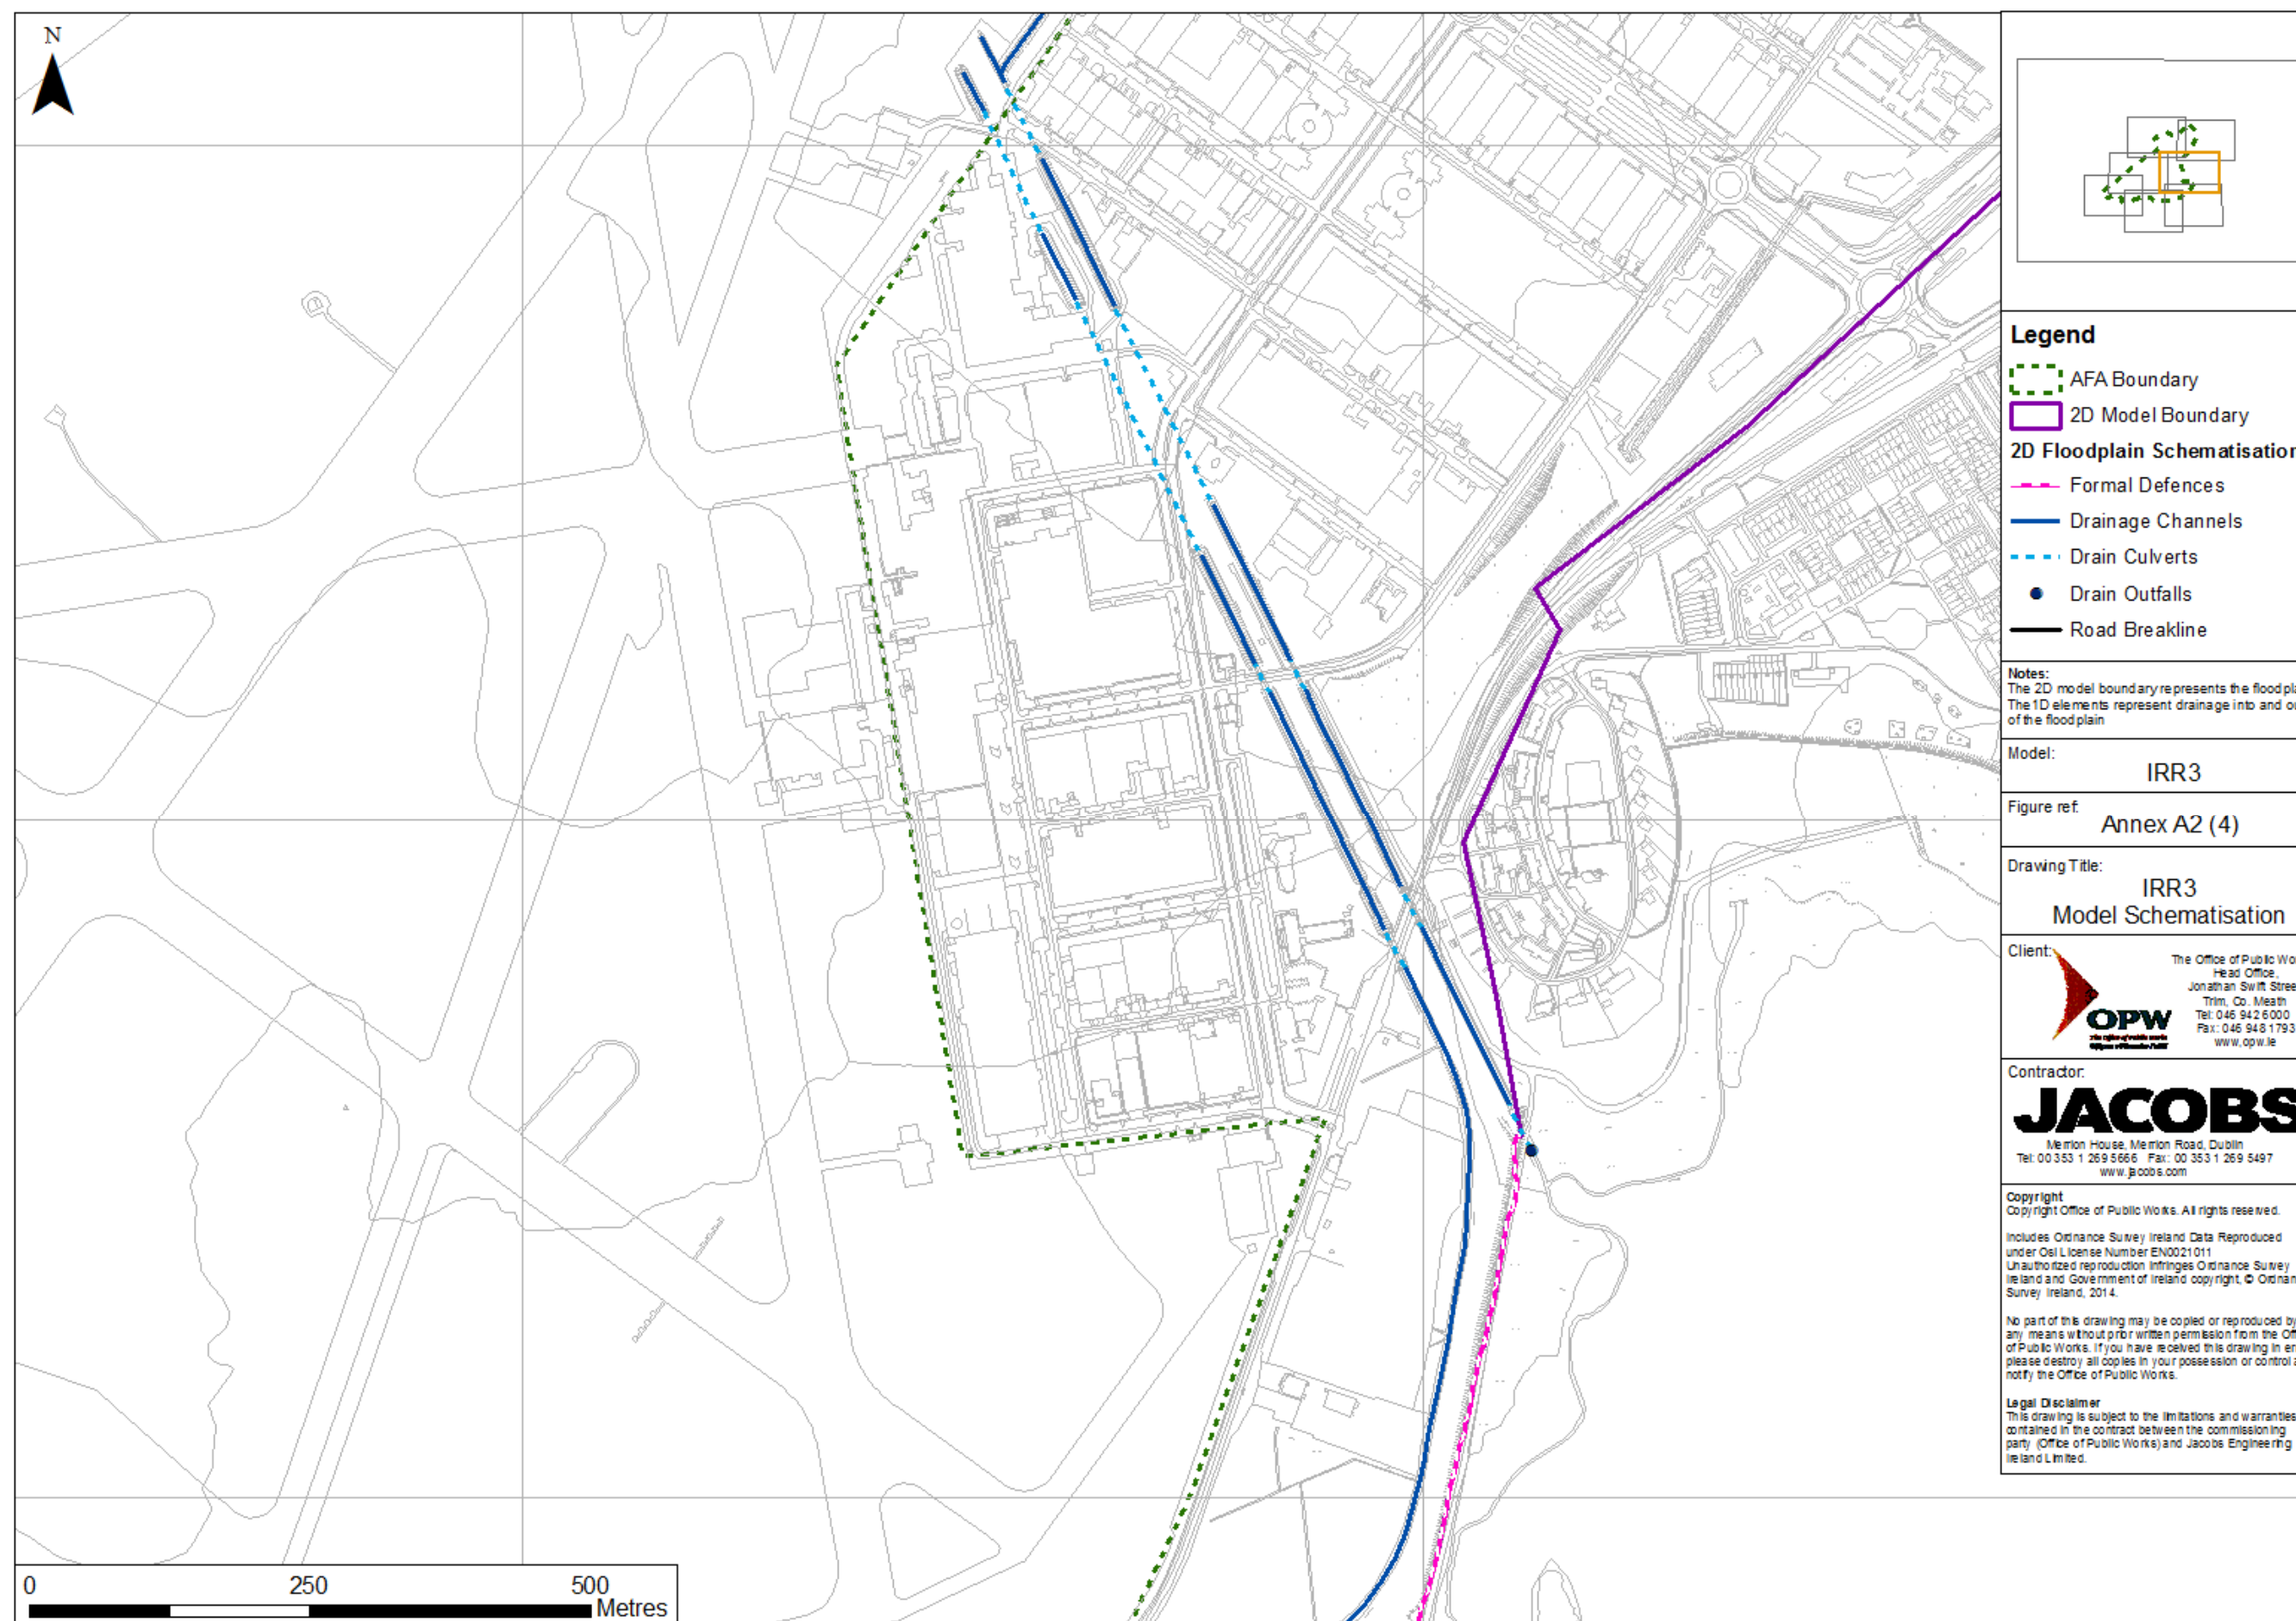 N
Legend
AFA Boundary
2D Model Boundary
2D Floodplain Schematisation
Formal Defences
Drainage Channels
Drain Culverts
Drain Outfalls
Road Breakline
Notes:
The 2D model boundary represents the floodpla
The 1D elements represent drainage into and ou
of the floodplain
Model:
IRR3
Figure ref:
Annex A2 (4)
Drawing Title:
IRR3
Model Schematisation
Client:
The Office of Public Wor
Head Office,
Jonathan Swift Stree
Trim, Co. Meath
Tel: 046 942 6000
Fax: 046 948 1793
www.opw.ie
OPW
Contractor:
JACOBS
Merrion House, Merrion Road, Dublin
Tel: 00 353 1 269 5666 Fax: 00 353 1 269 5497
www.jacobs.com
Copyright
Copyright Office of Public Works. All rights reserved.
Includes Ordnance Survey Ireland Data Reproduced
under OSi License Number EN0021011
Unauthorized reproduction infringes Ordnance Survey
Ireland and Government of Ireland copyright, © Ordnan
Survey Ireland, 2014.
No part of this drawing may be copied or reproduced by
any means without prior written permission from the Off
of Public Works. If you have received this drawing in err
please destroy all copies in your possession or control a
notify the Office of Public Works.
Legal Disclaimer
This drawing is subject to the limitations and warranties
contained in the contract between the commissioning
party (Office of Public Works) and Jacobs Engineering
Ireland Limited.
0 250 500
Metres